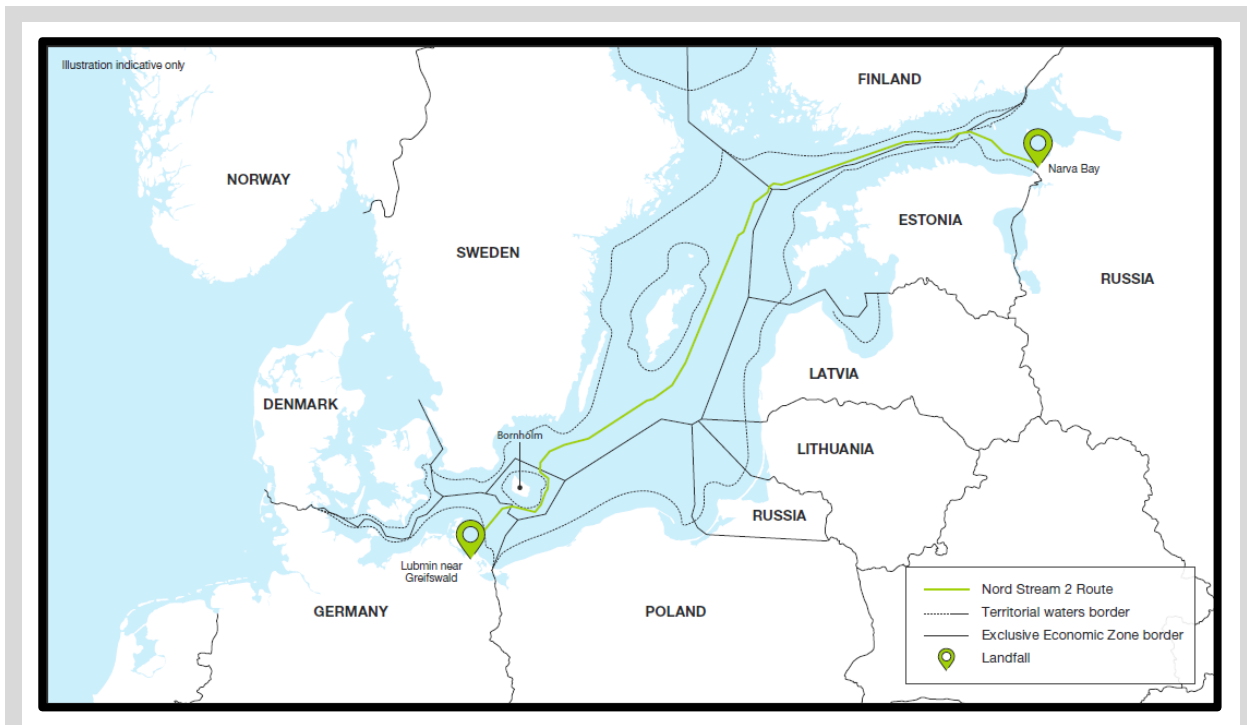 Illustration indicative only
FINLAND
NORWAY
Narva Bay
ESTONIA
SWEDEN
RUSSIA
LATVIA
DENMARK
Bornholm
LITHUANIA
RUSSIA
Lubmin near
Greifswald
GERMANY
POLAND
Nord Stream 2 Route
Territorial waters border
Exclusive Economic Zone border
Landfall